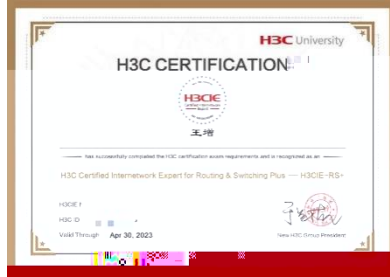 H3C University
H3C CERTIFICATION
H3CIE
王增
has successfully completed the H3C certification exam requirements and is recognized as an
H3C Certified Internetwork Expert for Routing & Switching Plus — H3CIE-RS+
H3CIE
H3C
Valid Through Apr 30, 2023
New H3C Group President